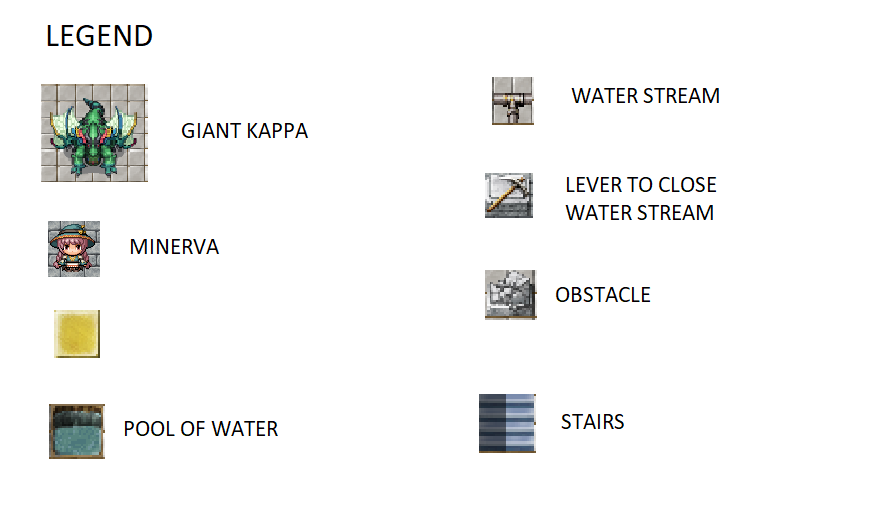 LEGEND
GIANT KAPPA
MINERVA
POOL OF WATER
WATER STREAM
LEVER TO CLOSE
WATER STREAM
OBSTACLE
STAIRS